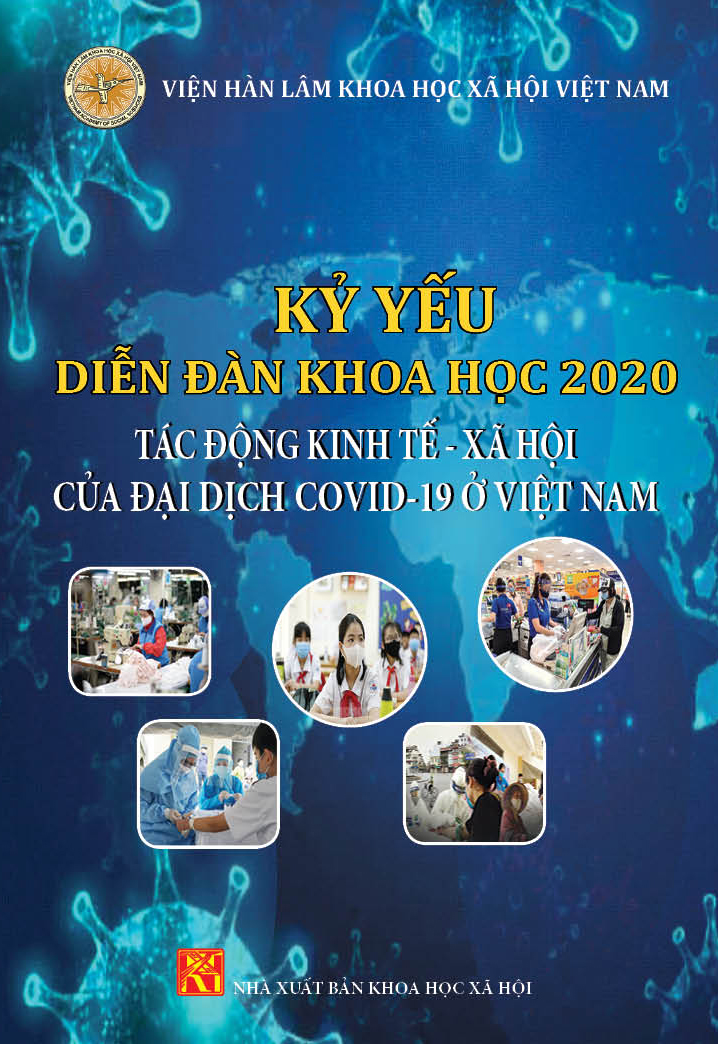 VIỆN HÀN LÂM KHOA HỌC XÃ HỘI VIỆT NAM
KỶ YẾU
DIỄN ĐÀN KHOA HỌC 2020
TÁC ĐỘNG KINH TẾ - XÃ HỘI
CỦA ĐẠI DỊCH COVID-19 Ở VIỆT NAM
NHÀ XUẤT BẢN KHOA HỌC XÃ HỘI